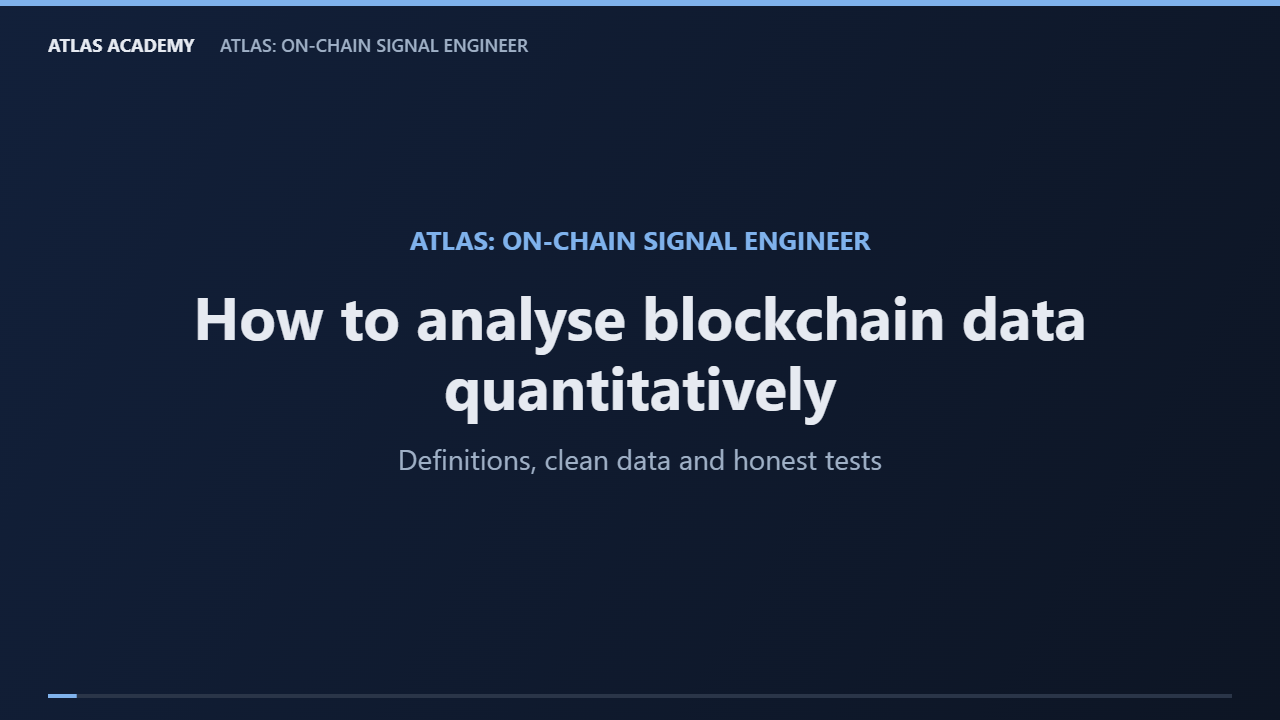 ATLAS ACADEMY ATLAS: ON-CHAIN SIGNAL ENGINEER
ATLAS: ON-CHAIN SIGNAL ENGINEER
How to analyse blockchain data
quantitatively
Definitions, clean data and honest tests